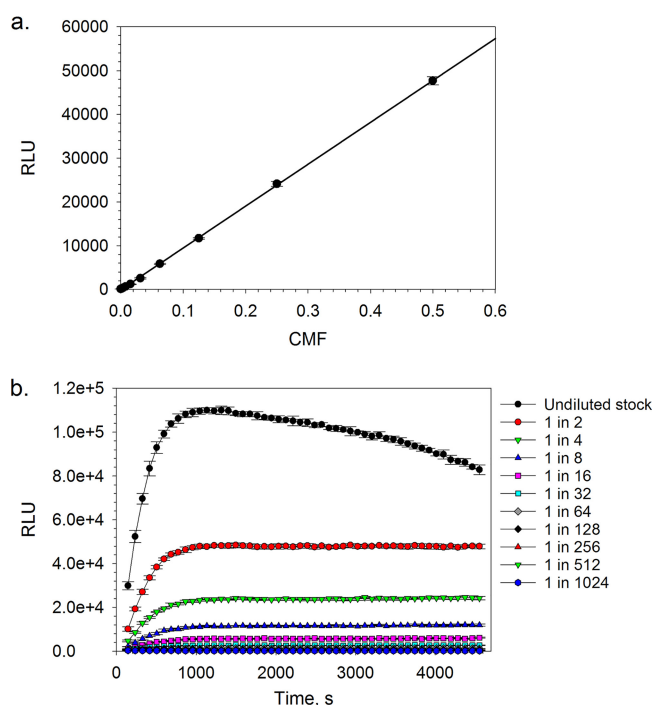 a.
60000
50000
40000
30000
20000
10000
0
RLU
0.0 0.1 0.2 0.3 0.4 0.5 0.6
CMF
b.
1.2e+5
1.0e+5
8.0e+4
6.0e+4
4.0e+4
2.0e+4
0.0
RLU
0 1000 2000 3000 4000
Time, s
Undiluted stock
1 in 2
1 in 4
1 in 8
1 in 16
1 in 32
1 in 64
1 in 128
1 in 256
1 in 512
1 in 1024